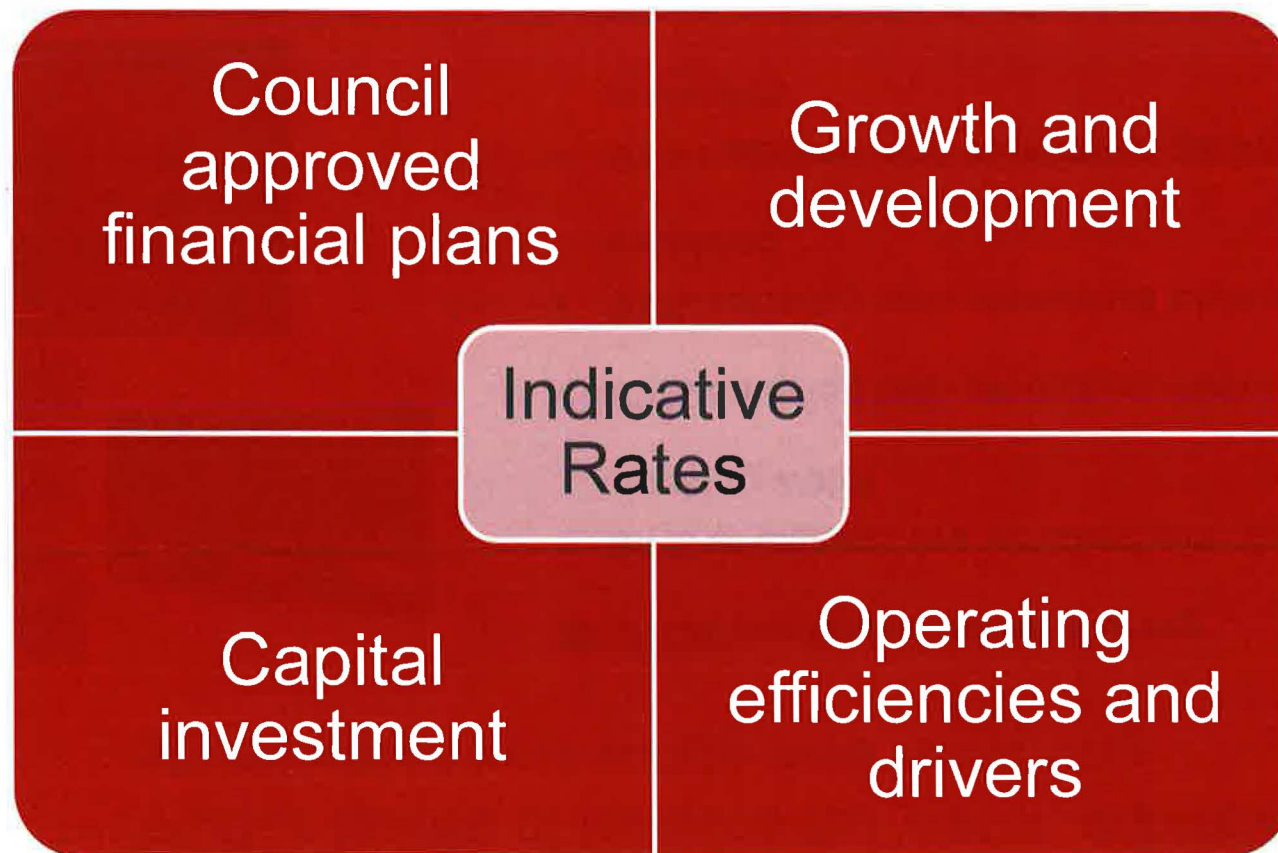 Council
approved
financial plans
Growth and
development
Indicative
Rates
Capital
investment
Operating
efficiencies and
drivers